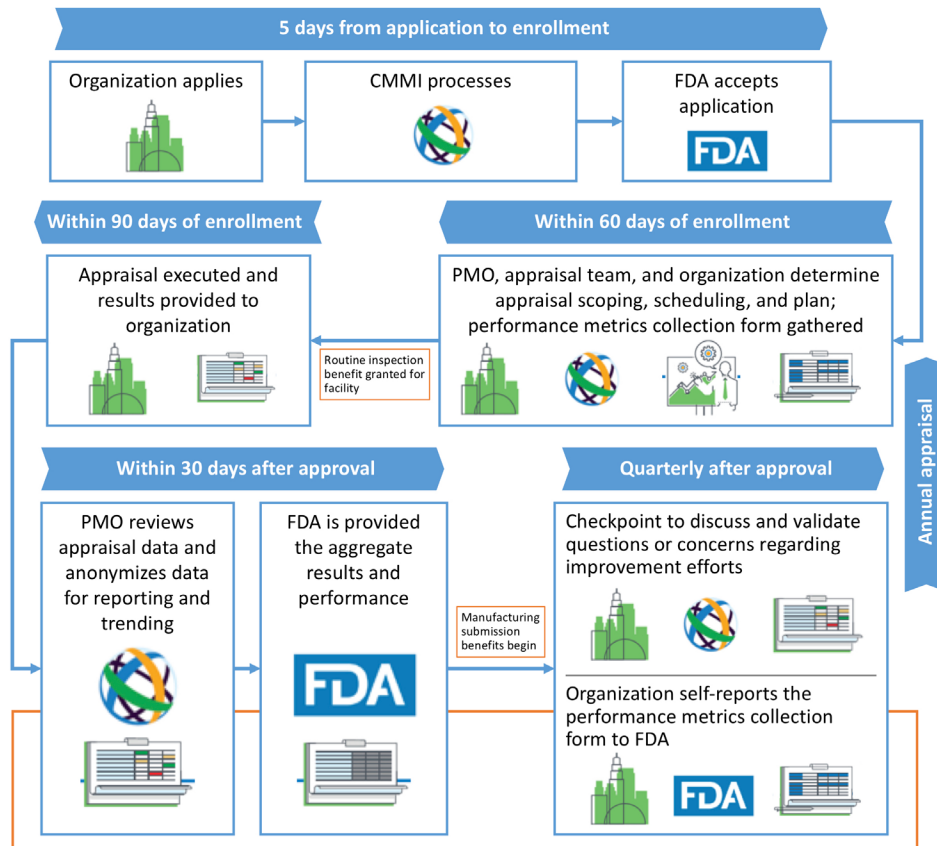 5 days from application to enrollment
Organization applies
CMMI processes
FDA accepts
application
FDA
Within 90 days of enrollment
Within 60 days of enrollment
Appraisal executed and
results provided to
organization
Routine inspection
benefit granted for
facility
PMO, appraisal team, and organization determine
appraisal scoping, scheduling, and plan;
performance metrics collection form gathered
Annual appraisal
Within 30 days after approval
Quarterly after approval
PMO reviews
appraisal data and
anonymizes data
for reporting and
trending
FDA is provided
the aggregate
results and
performance
FDA
Manufacturing
submission
benefits begin
Checkpoint to discuss and validate
questions or concerns regarding
improvement efforts
Organization self-reports the
performance metrics collection
form to FDA
FDA